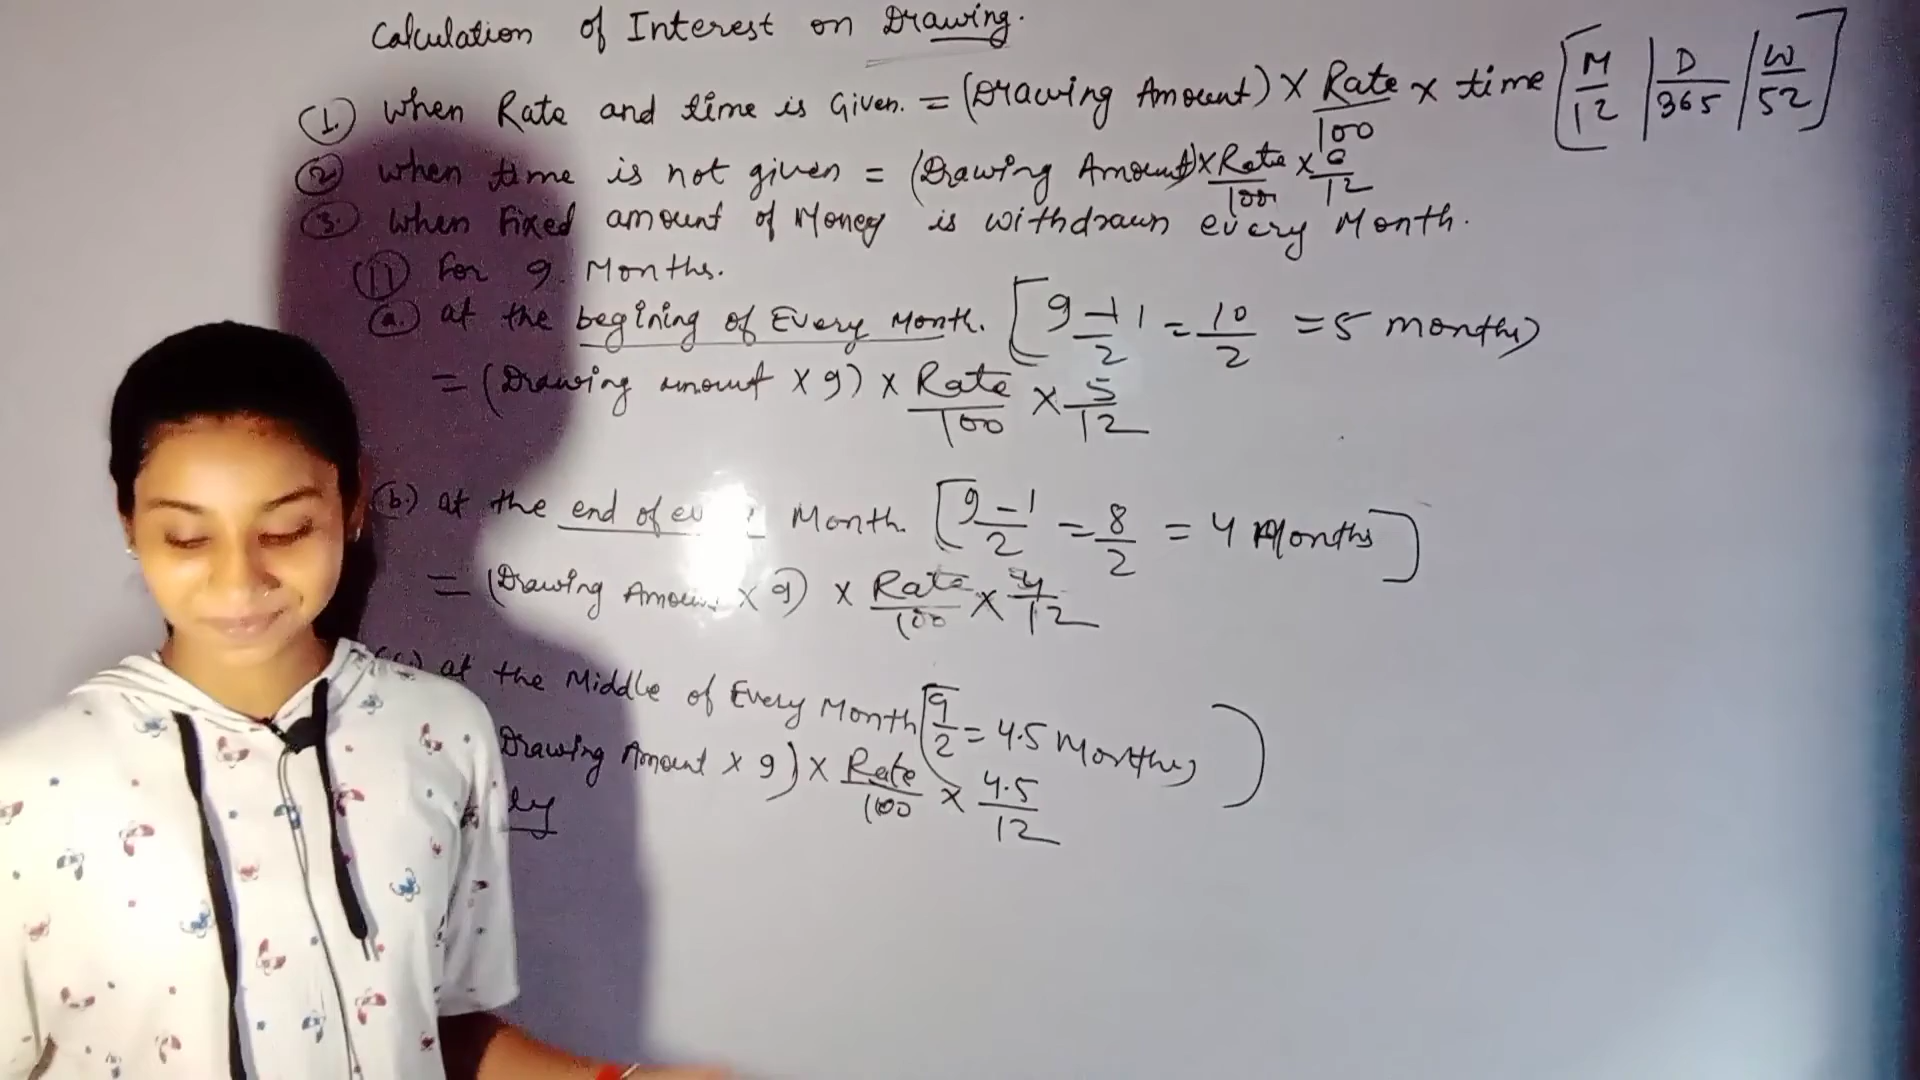 Calculation of Interest on Drawing.
(1.) When Rate and time is Given. = (Drawing Amount) × Rate/100 × time [M/12 | D/365 | W/52]
(2) When time is not given = (Drawing Amount) × Rate/100 × 6/12
(3.) When Fixed amount of Money is withdrawn every Month.
(11) For 9 Months.
(a.) at the begining of Every Month. [9+1/2 = 10/2 = 5 months)
= (Drawing amount × 9) × Rate/100 × 5/12
(b.) at the end of Month. [9-1/2 = 8/2 = 4 Months]
= (Drawing × 9) × Rate/100 × 4/12
at the Middle of Every Month [9/2 = 4.5 Months)
Drawing Amount × 9) × Rate/100 × 4.5/12
ly